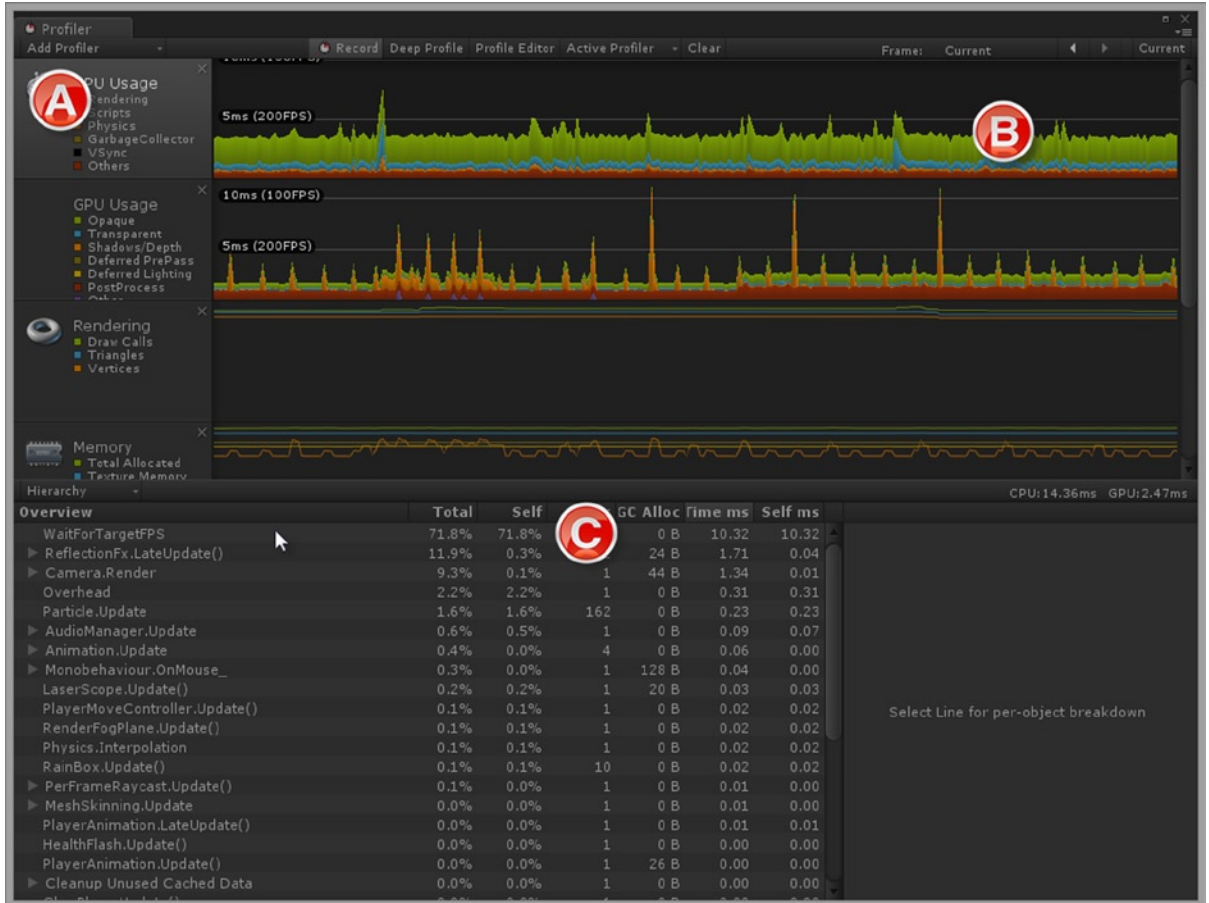 Profiler
Add Profiler Record Deep Profile Profile Editor Active Profiler Clear Frame: Current Current
A PU Usage
Rendering
Scripts
Physics
GarbageCollector
VSync
Others
5ms (200FPS)
B
GPU Usage
Opaque
Transparent
Shadows/Depth
Deferred PrePass
Deferred Lighting
PostProcess
10ms (100FPS)
5ms (200FPS)
Rendering
Draw Calls
Triangles
Vertices
Memory
Total Allocated
Texture Memory
Hierarchy CPU:14.36ms GPU:2.47ms
Overview Total Self C GC Alloc Time ms Self ms
WaitForTargetFPS 71.8% 71.8% 0 B 10.32 10.32
ReflectionFx.LateUpdate() 11.9% 0.3% 1 24 B 1.71 0.04
Camera.Render 9.3% 0.1% 1 44 B 1.34 0.01
Overhead 2.2% 2.2% 1 0 B 0.31 0.31
Particle.Update 1.6% 1.6% 162 0 B 0.23 0.23
AudioManager.Update 0.6% 0.5% 1 0 B 0.09 0.07
Animation.Update 0.4% 0.0% 4 0 B 0.06 0.00
Monobehaviour.OnMouse_ 0.3% 0.0% 1 128 B 0.04 0.00
LaserScope.Update() 0.2% 0.2% 1 20 B 0.03 0.03
PlayerMoveController.Update() 0.1% 0.1% 1 0 B 0.02 0.02
RenderFogPlane.Update() 0.1% 0.1% 1 0 B 0.02 0.02
Physics.Interpolation 0.1% 0.1% 1 0 B 0.02 0.02
RainBox.Update() 0.1% 0.1% 10 0 B 0.02 0.02
PerFrameRaycast.Update() 0.1% 0.0% 1 0 B 0.01 0.00
MeshSkinning.Update 0.0% 0.0% 1 0 B 0.01 0.00
PlayerAnimation.LateUpdate() 0.0% 0.0% 1 0 B 0.01 0.01
HealthFlash.Update() 0.0% 0.0% 1 0 B 0.00 0.00
PlayerAnimation.Update() 0.0% 0.0% 1 26 B 0.00 0.00
Cleanup Unused Cached Data 0.0% 0.0% 1 0 B 0.00 0.00
Select Line for per-object breakdown